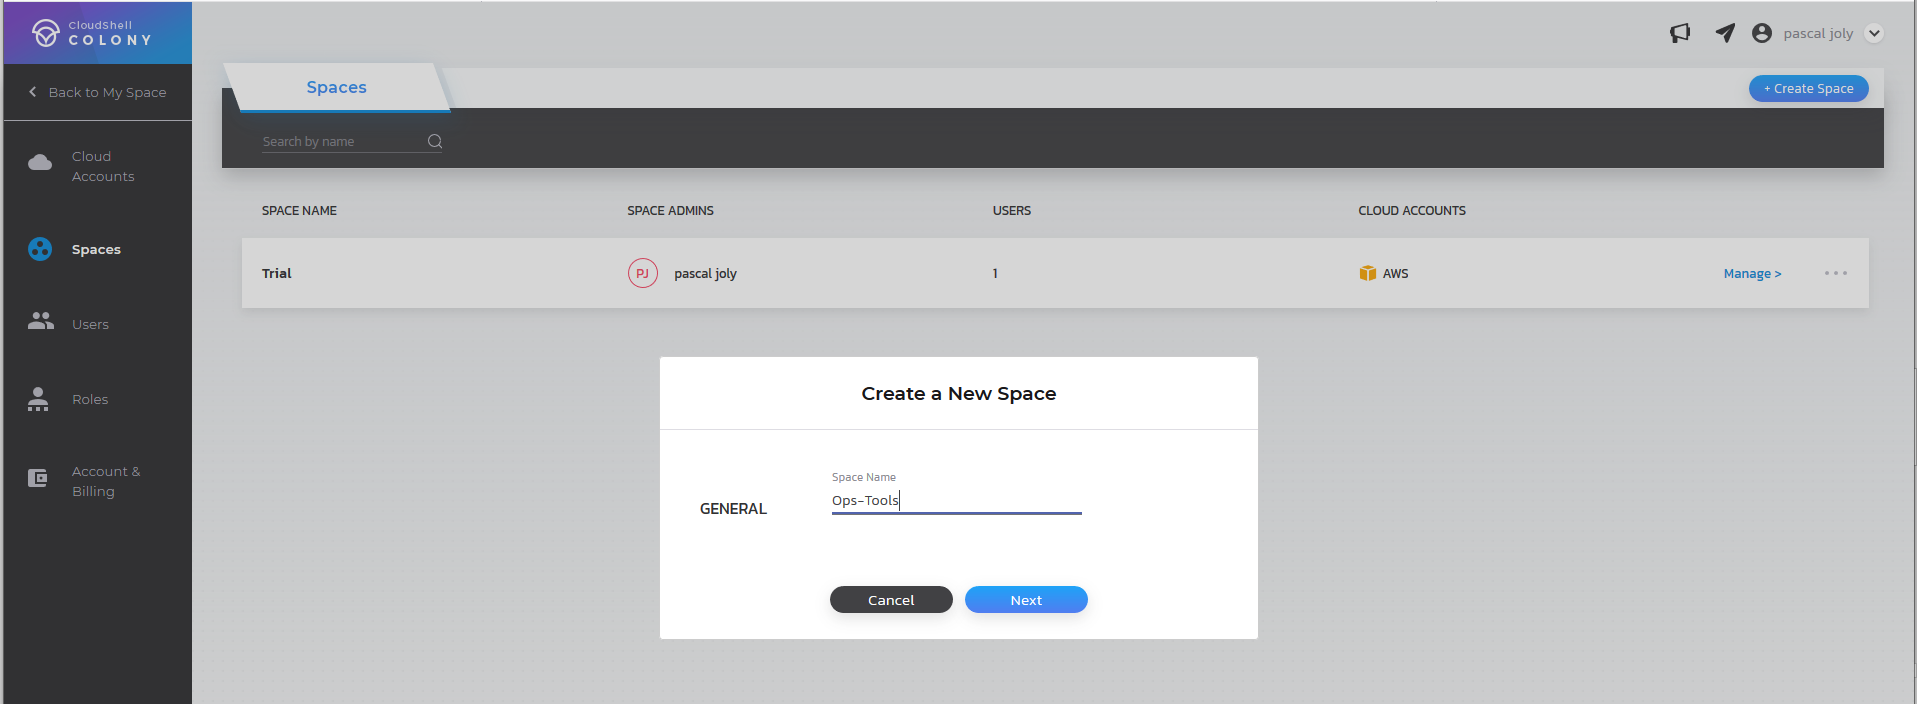 CloudShell
COLONY
pascal joly
Back to My Space
Spaces
+ Create Space
Search by name
Cloud
Accounts
Spaces
Users
Roles
Account &
Billing
SPACE NAME SPACE ADMINS USERS CLOUD ACCOUNTS
Trial PJ pascal joly 1 AWS Manage >
Create a New Space
Space Name
Ops-Tools
GENERAL
Cancel Next